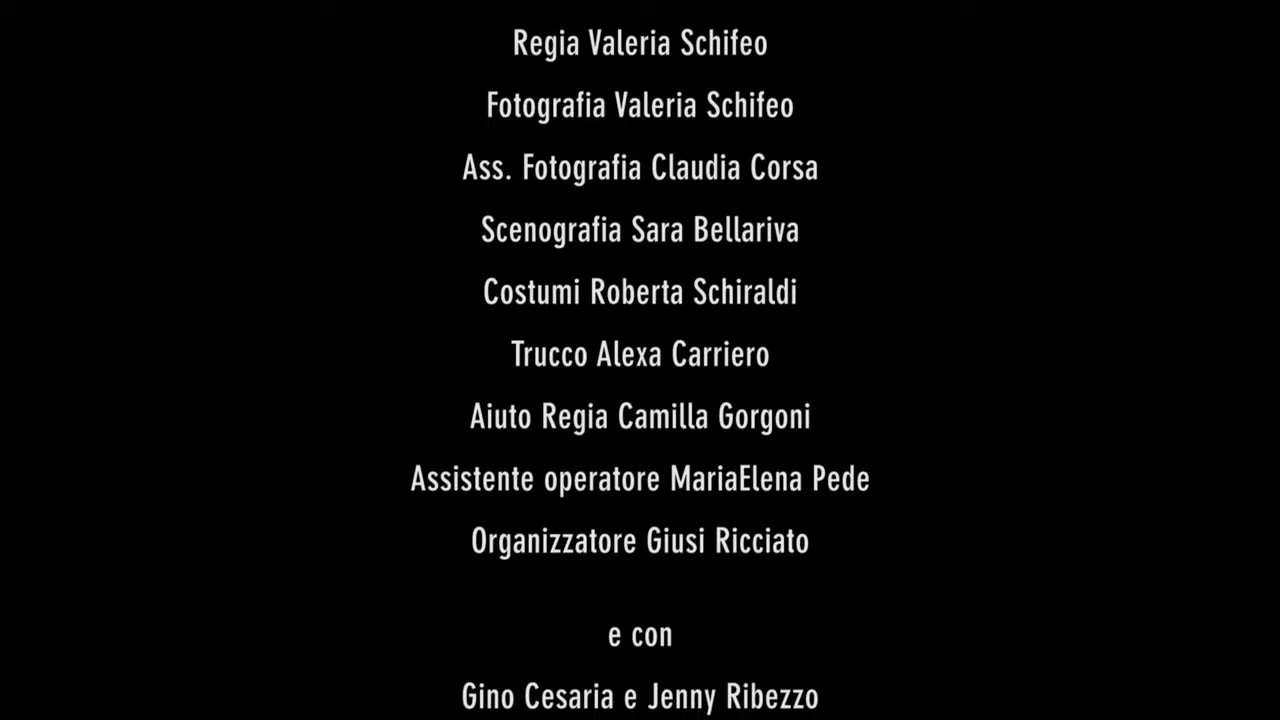 Regia Valeria Schifeo
Fotografia Valeria Schifeo
Ass. Fotografia Claudia Corsa
Scenografia Sara Bellariva
Costumi Roberta Schiraldi
Trucco Alexa Carriero
Aiuto Regia Camilla Gorgoni
Assistente operatore MariaElena Pede
Organizzatore Giusi Ricciato
e con
Gino Cesaria e Jenny Ribezzo